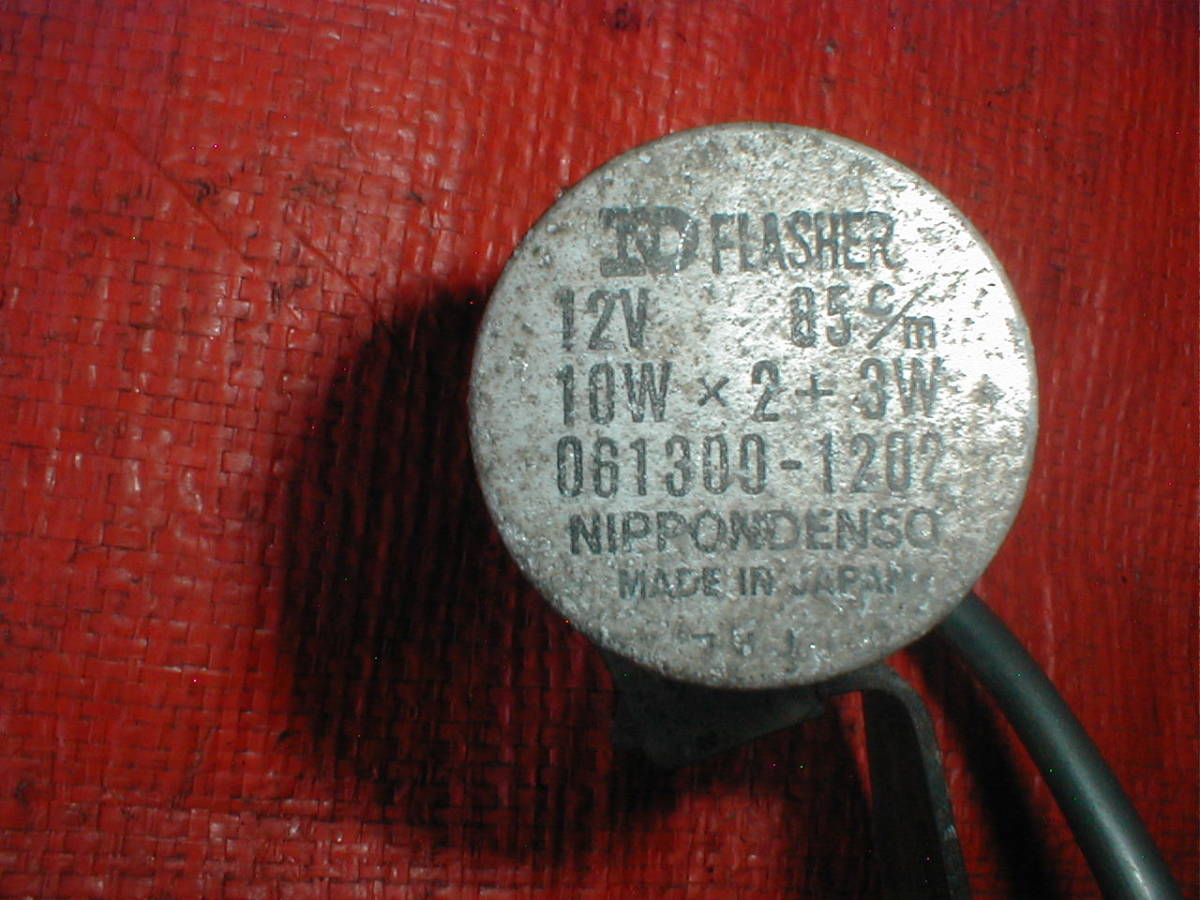 ND FLASHER
12V 85 c/m
10W × 2 + 3W
061300-1202
NIPPONDENSO
MADE IN JAPAN